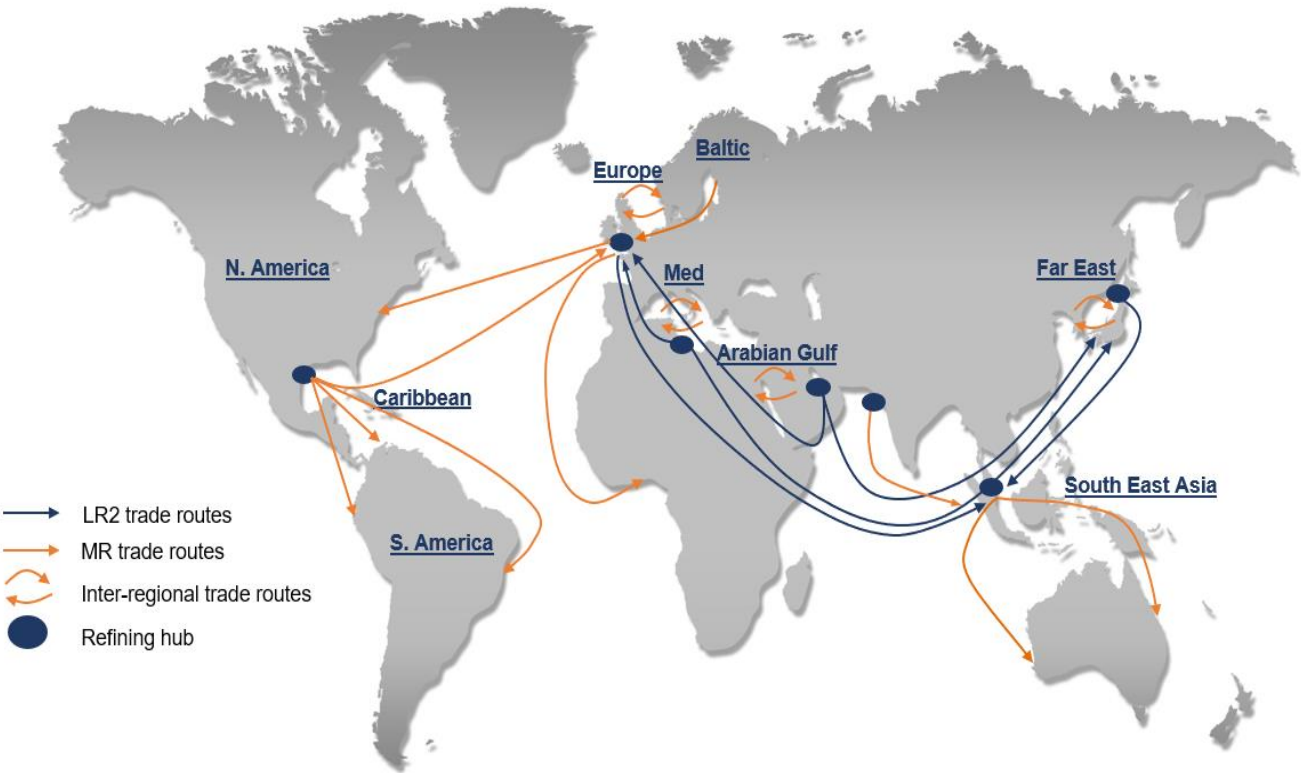 Baltic
Europe
N. America
Med
Far East
Arabian Gulf
Caribbean
South East Asia
S. America
LR2 trade routes
MR trade routes
Inter-regional trade routes
Refining hub